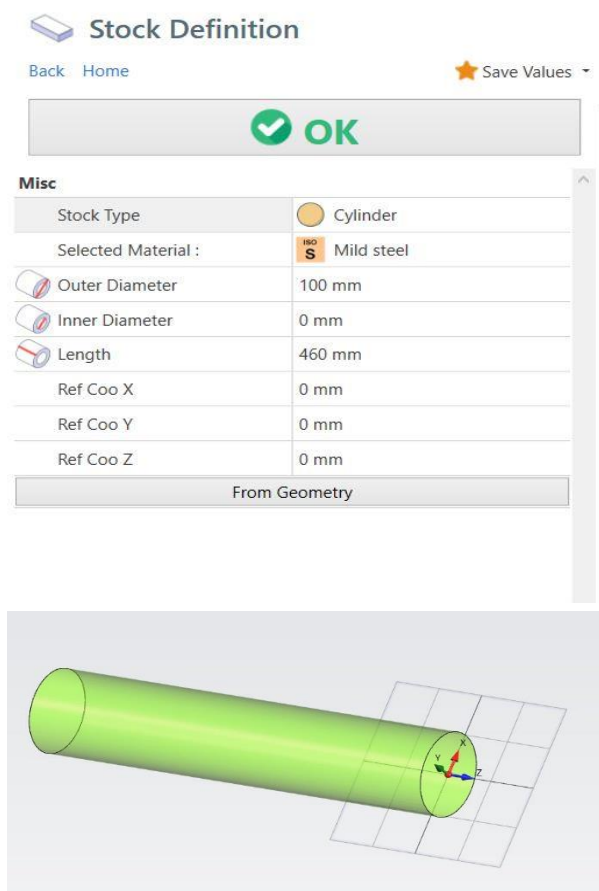 Stock Definition
Back Home
Save Values
OK
Misc
Stock Type Cylinder
Selected Material : ISO S Mild steel
Outer Diameter 100 mm
Inner Diameter 0 mm
Length 460 mm
Ref Coo X 0 mm
Ref Coo Y 0 mm
Ref Coo Z 0 mm
From Geometry
X
Y
Z